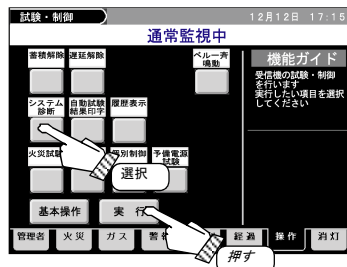 試験・制御
12月12日 17:15
通常監視中
蓄積解除 遅延解除
ベル一斉
鳴動
システム
診断
自動試験
結果印字
履歴表示
火災試験
個別制御
予備電源
試験
選択
基本操作
実行
押す
機能ガイド
受信機の試験・制御
を行います
実行したい項目を選択
してください
管理者 火災 ガス 経過 操作 消灯